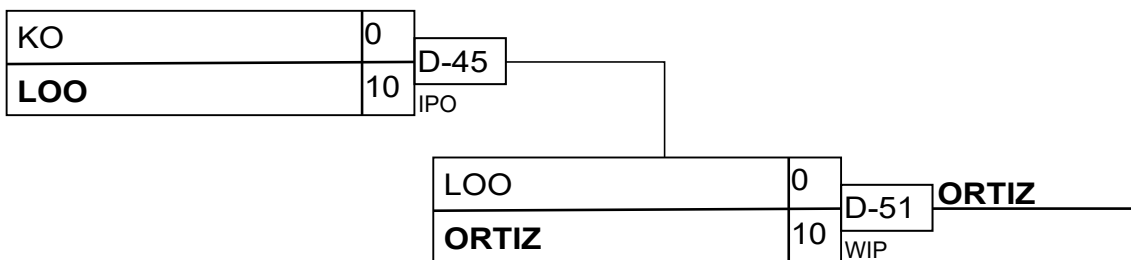 KO 0
D-45
LOO 10
IPO
LOO 0
D-51 ORTIZ
ORTIZ 10
WIP